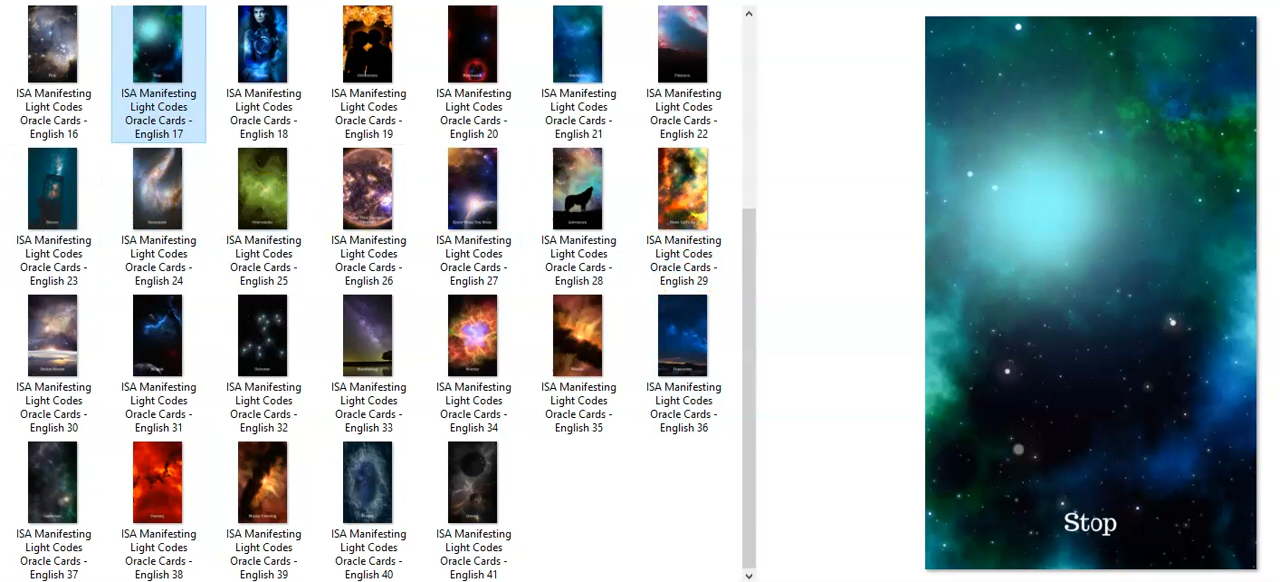 ISA Manifesting
Light Codes
Oracle Cards -
English 16
ISA Manifesting
Light Codes
Oracle Cards -
English 17
ISA Manifesting
Light Codes
Oracle Cards -
English 18
ISA Manifesting
Light Codes
Oracle Cards -
English 19
ISA Manifesting
Light Codes
Oracle Cards -
English 20
ISA Manifesting
Light Codes
Oracle Cards -
English 21
ISA Manifesting
Light Codes
Oracle Cards -
English 22
ISA Manifesting
Light Codes
Oracle Cards -
English 23
ISA Manifesting
Light Codes
Oracle Cards -
English 24
ISA Manifesting
Light Codes
Oracle Cards -
English 25
ISA Manifesting
Light Codes
Oracle Cards -
English 26
ISA Manifesting
Light Codes
Oracle Cards -
English 27
Adventure
ISA Manifesting
Light Codes
Oracle Cards -
English 28
ISA Manifesting
Light Codes
Oracle Cards -
English 29
ISA Manifesting
Light Codes
Oracle Cards -
English 30
ISA Manifesting
Light Codes
Oracle Cards -
English 31
ISA Manifesting
Light Codes
Oracle Cards -
English 32
ISA Manifesting
Light Codes
Oracle Cards -
English 33
ISA Manifesting
Light Codes
Oracle Cards -
English 34
ISA Manifesting
Light Codes
Oracle Cards -
English 35
ISA Manifesting
Light Codes
Oracle Cards -
English 36
ISA Manifesting
Light Codes
Oracle Cards -
English 37
ISA Manifesting
Light Codes
Oracle Cards -
English 38
ISA Manifesting
Light Codes
Oracle Cards -
English 39
ISA Manifesting
Light Codes
Oracle Cards -
English 40
ISA Manifesting
Light Codes
Oracle Cards -
English 41
Stop